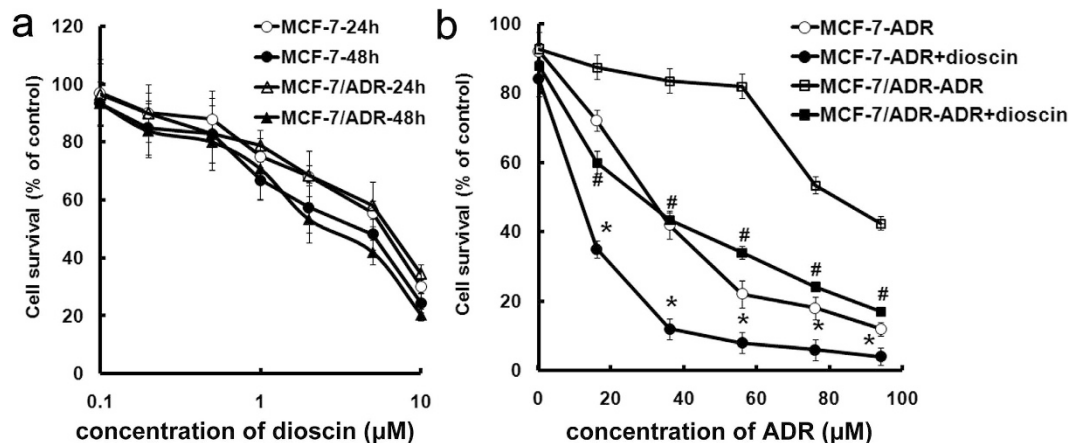 a
Cell survival (% of control)
120
100
80
60
40
20
0
0.1
1
10
concentration of dioscin (μM)
MCF-7-24h
MCF-7-48h
MCF-7/ADR-24h
MCF-7/ADR-48h
b
Cell survival (% of control)
100
80
60
40
20
0
0
20
40
60
80
100
concentration of ADR (μM)
MCF-7-ADR
MCF-7-ADR+dioscin
MCF-7/ADR-ADR
MCF-7/ADR-ADR+dioscin
#
#
#
#
#
*
*
*
*
*